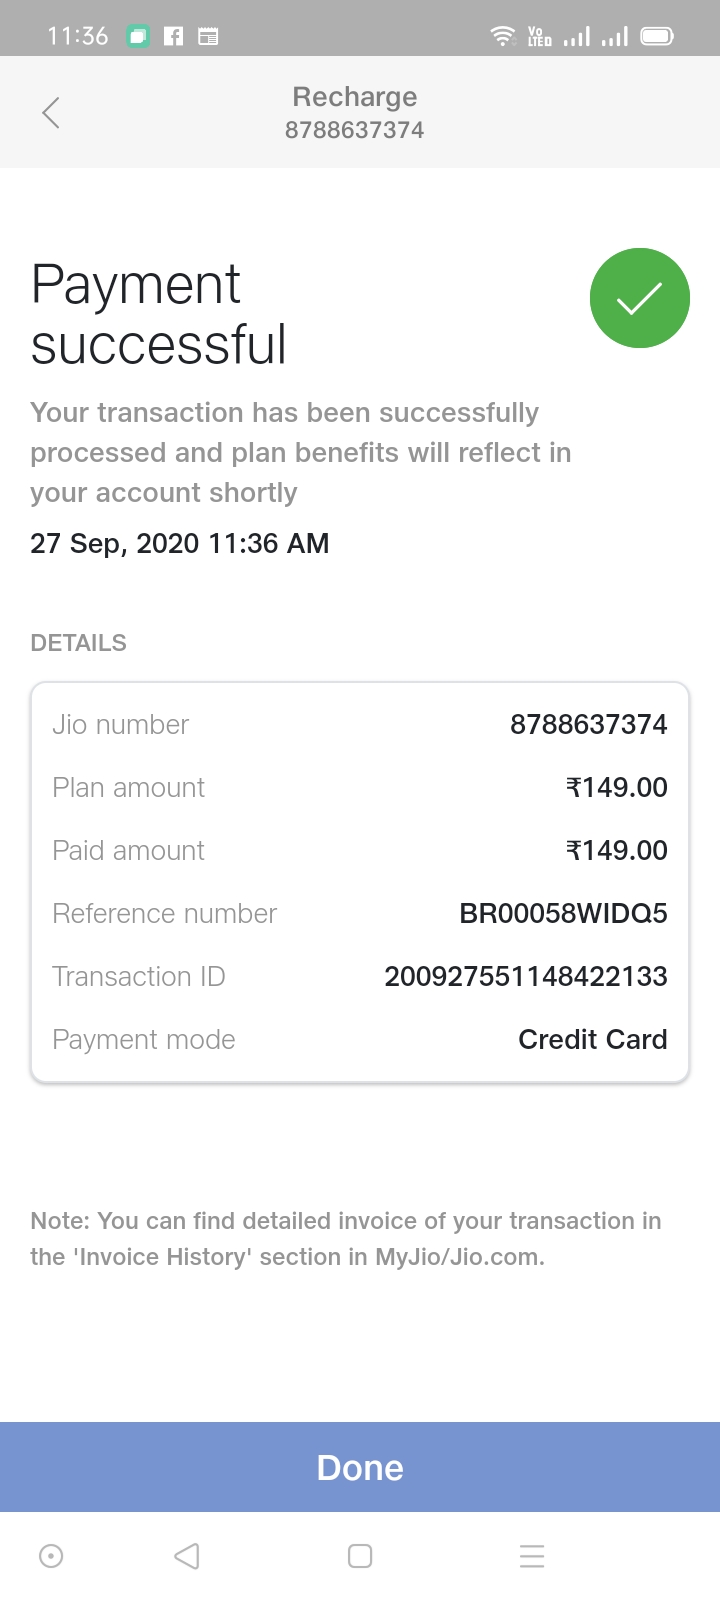 11:36
Vo
LTED
Recharge
8788637374
Payment
successful
Your transaction has been successfully
processed and plan benefits will reflect in
your account shortly
27 Sep, 2020 11:36 AM
DETAILS
Jio number 8788637374
Plan amount ₹149.00
Paid amount ₹149.00
Reference number BR00058WIDQ5
Transaction ID 200927551148422133
Payment mode Credit Card
Note: You can find detailed invoice of your transaction in
the 'Invoice History' section in MyJio/Jio.com.
Done